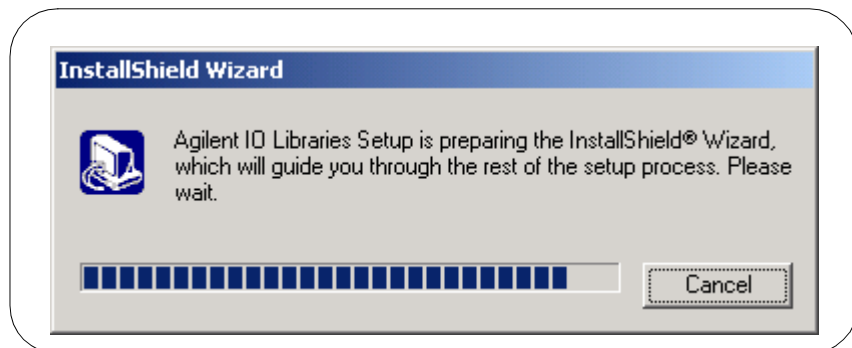 InstallShield Wizard
Agilent IO Libraries Setup is preparing the InstallShield® Wizard,
which will guide you through the rest of the setup process. Please
wait.
Cancel